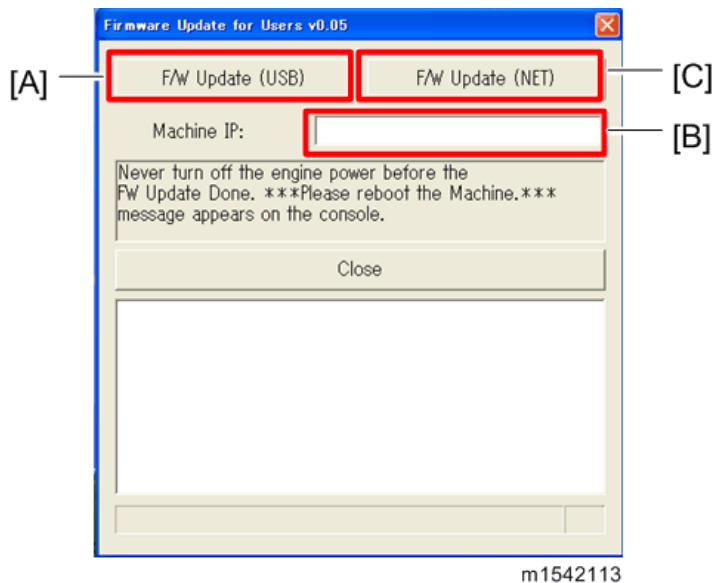 Firmware Update for Users v0.05
[A]
F/W Update (USB)
F/W Update (NET)
[C]
Machine IP:
[B]
Never turn off the engine power before the
FW Update Done. ***Please reboot the Machine.***
message appears on the console.
Close
m1542113